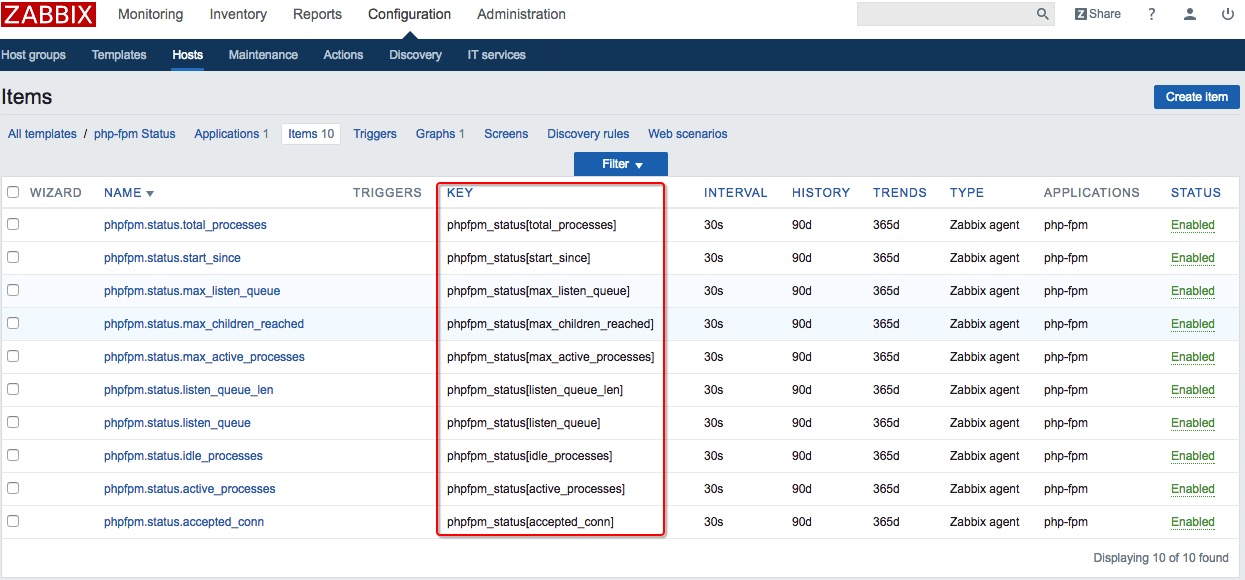 ZABBIX Monitoring Inventory Reports Configuration Administration Z Share ?
Host groups Templates Hosts Maintenance Actions Discovery IT services
Items Create item
All templates / php-fpm Status Applications 1 Items 10 Triggers Graphs 1 Screens Discovery rules Web scenarios
Filter
WIZARD NAME TRIGGERS KEY INTERVAL HISTORY TRENDS TYPE APPLICATIONS STATUS
phpfpm.status.total_processes phpfpm_status[total_processes] 30s 90d 365d Zabbix agent php-fpm Enabled
phpfpm.status.start_since phpfpm_status[start_since] 30s 90d 365d Zabbix agent php-fpm Enabled
phpfpm.status.max_listen_queue phpfpm_status[max_listen_queue] 30s 90d 365d Zabbix agent php-fpm Enabled
phpfpm.status.max_children_reached phpfpm_status[max_children_reached] 30s 90d 365d Zabbix agent php-fpm Enabled
phpfpm.status.max_active_processes phpfpm_status[max_active_processes] 30s 90d 365d Zabbix agent php-fpm Enabled
phpfpm.status.listen_queue_len phpfpm_status[listen_queue_len] 30s 90d 365d Zabbix agent php-fpm Enabled
phpfpm.status.listen_queue phpfpm_status[listen_queue] 30s 90d 365d Zabbix agent php-fpm Enabled
phpfpm.status.idle_processes phpfpm_status[idle_processes] 30s 90d 365d Zabbix agent php-fpm Enabled
phpfpm.status.active_processes phpfpm_status[active_processes] 30s 90d 365d Zabbix agent php-fpm Enabled
phpfpm.status.accepted_conn phpfpm_status[accepted_conn] 30s 90d 365d Zabbix agent php-fpm Enabled
Displaying 10 of 10 found